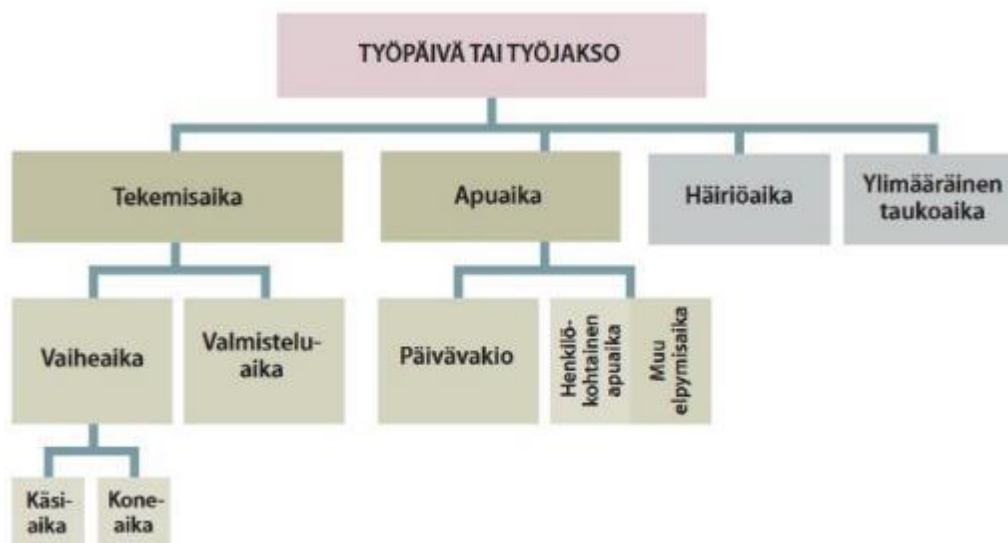 TYÖPÄIVÄ TAI TYÖJAKSO
Tekemisaika
Apuaika
Häiriöaika
Ylimääräinen
taukoaika
Vaiheaika
Valmistelu-
aika
Päivävakio
Henkilö-
kohtainen
apuaika
Muu
elpymisaika
Käsi-
aika
Kone-
aika